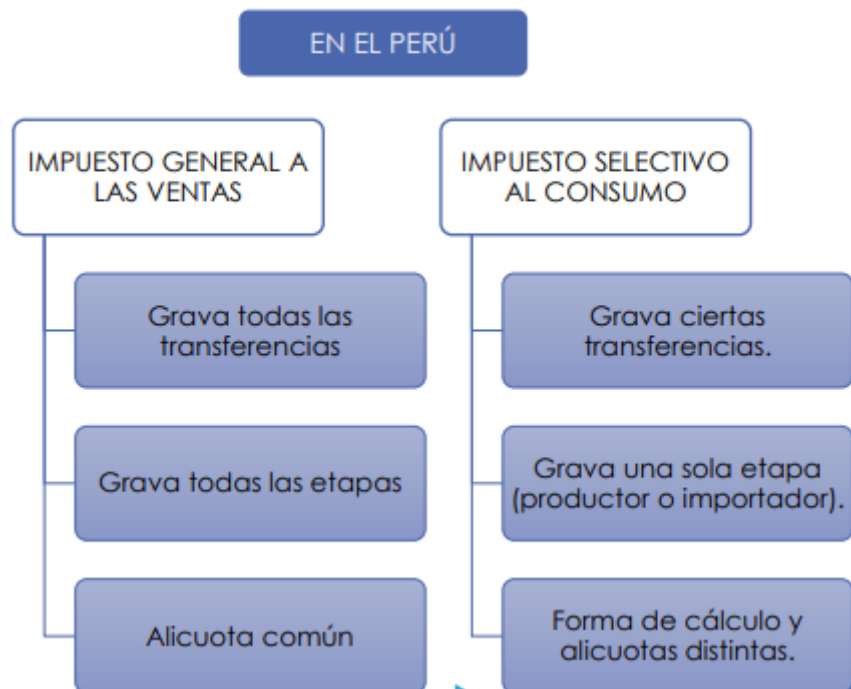 EN EL PERÚ
IMPUESTO GENERAL A
LAS VENTAS
Grava todas las
transferencias
Grava todas las etapas
Alicuota común
IMPUESTO SELECTIVO
AL CONSUMO
Grava ciertas
transferencias.
Grava una sola etapa
(productor o importador).
Forma de cálculo y
alicuotas distintas.